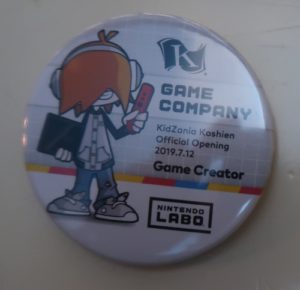 K
GAME
COMPANY
KidZania Koshien
Official Opening
2019.7.12
Game Creator
NINTENDO
LABO